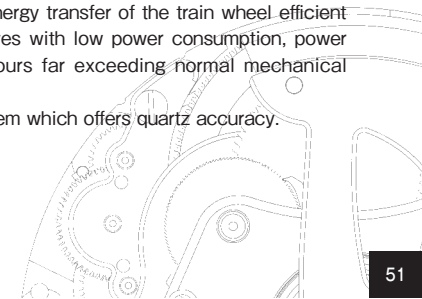 nergy transfer of the train wheel efficient
es with low power consumption, power
ours far exceeding normal mechanical
em which offers quartz accuracy.
51